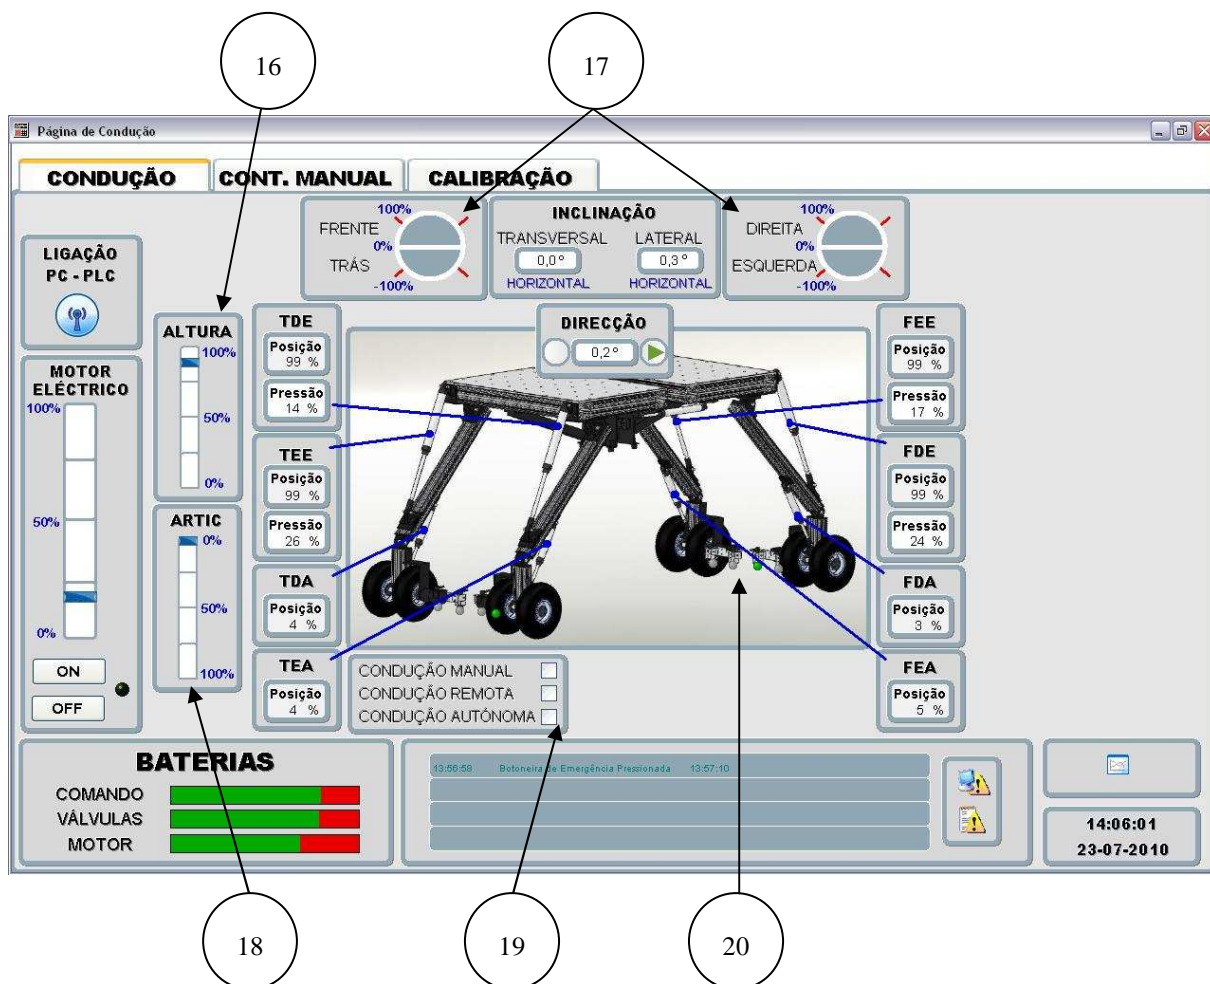 16
17
Página de Condução
CONDUÇÃO
CONT. MANUAL
CALIBRAÇÃO
LIGAÇÃO
PC - PLC
100%
FRENTE
0%
TRÁS
-100%
INCLINAÇÃO
TRANSVERSAL LATERAL
0,0° 0,3°
HORIZONTAL HORIZONTAL
100%
DIREITA
0%
ESQUERDA
-100%
MOTOR
ELÉCTRICO
100%
50%
0%
ON
OFF
ALTURA
100%
50%
0%
ARTIC
0%
50%
100%
TDE
Posição
99 %
Pressão
14 %
TEE
Posição
99 %
Pressão
26 %
TDA
Posição
4 %
TEA
Posição
4 %
DIRECÇÃO
0,2°
FEE
Posição
99 %
Pressão
17 %
FDE
Posição
99 %
Pressão
24 %
FDA
Posição
3 %
FEA
Posição
5 %
CONDUÇÃO MANUAL
CONDUÇÃO REMOTA
CONDUÇÃO AUTÓNOMA
BATERIAS
COMANDO
VÁLVULAS
MOTOR
13:56:58 Botoneira de Emergência Pressionada 13:57:10
14:06:01
23-07-2010
18
19
20